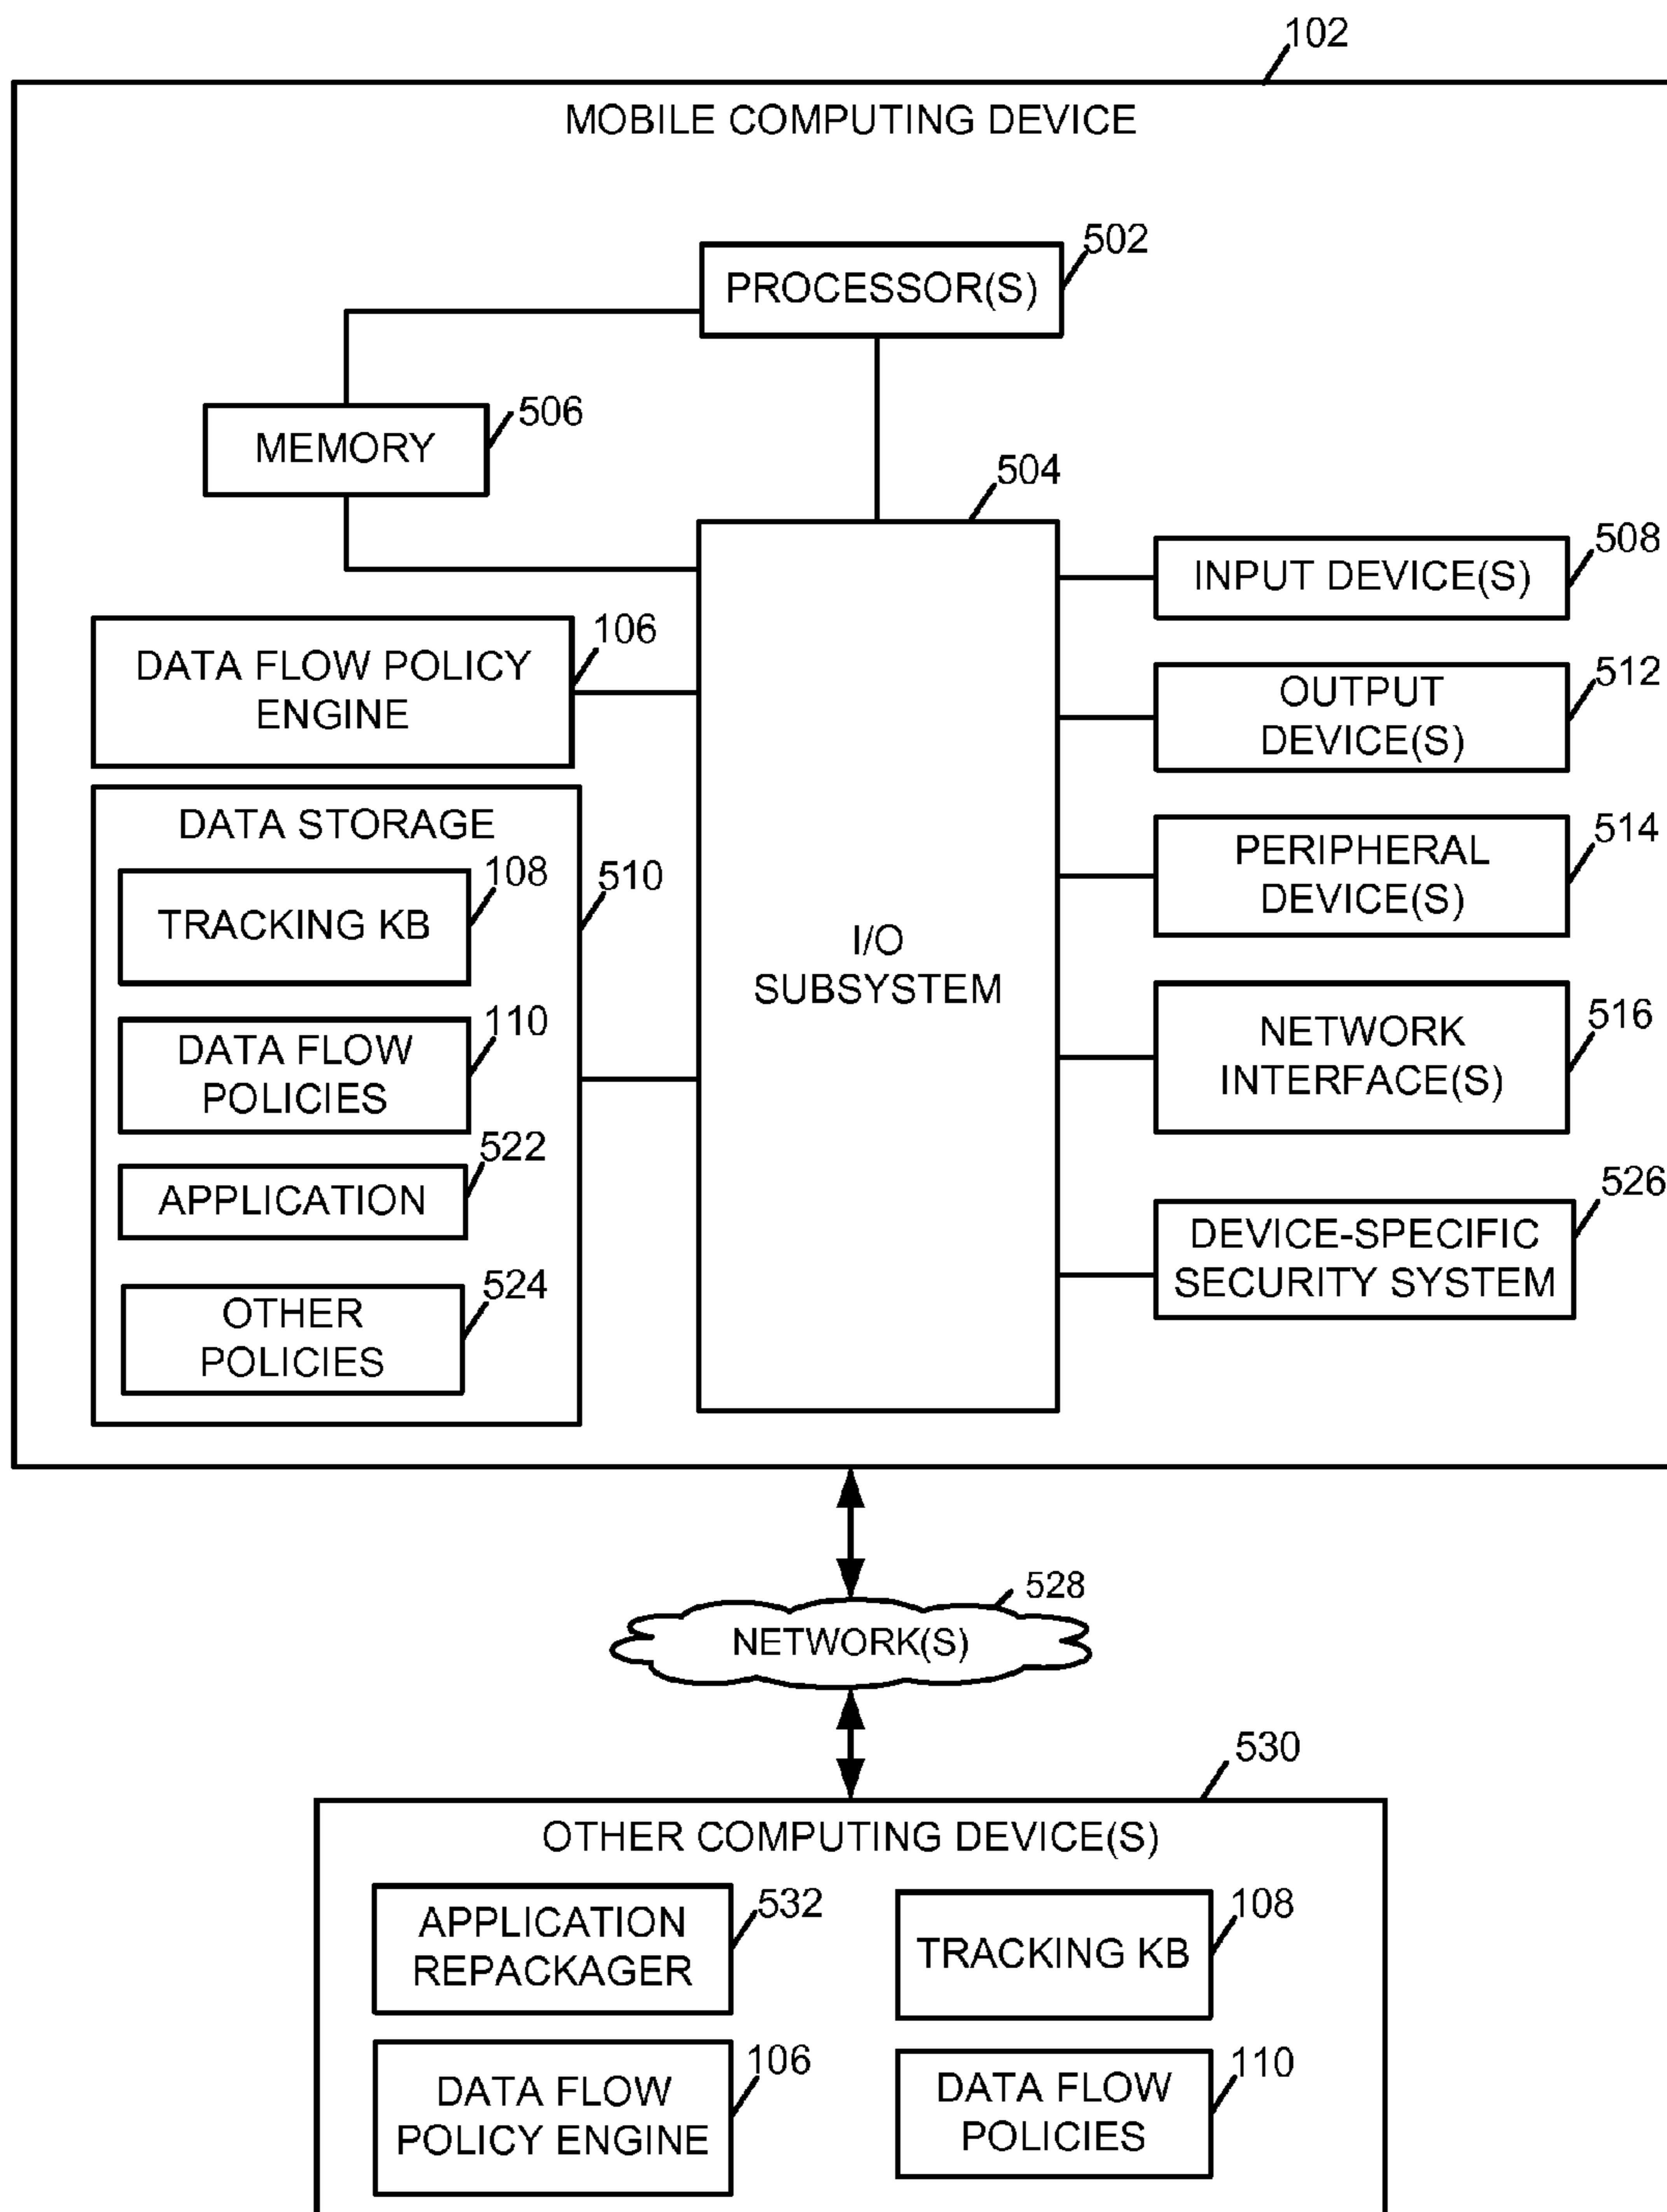 102
MOBILE COMPUTING DEVICE
502
PROCESSOR(S)
506
MEMORY
504
I/O
SUBSYSTEM
106
DATA FLOW POLICY
ENGINE
510
DATA STORAGE
108
TRACKING KB
110
DATA FLOW
POLICIES
522
APPLICATION
524
OTHER
POLICIES
508
INPUT DEVICE(S)
512
OUTPUT
DEVICE(S)
514
PERIPHERAL
DEVICE(S)
516
NETWORK
INTERFACE(S)
526
DEVICE-SPECIFIC
SECURITY SYSTEM
528
NETWORK(S)
530
OTHER COMPUTING DEVICE(S)
532
APPLICATION
REPACKAGER
108
TRACKING KB
106
DATA FLOW
POLICY ENGINE
110
DATA FLOW
POLICIES